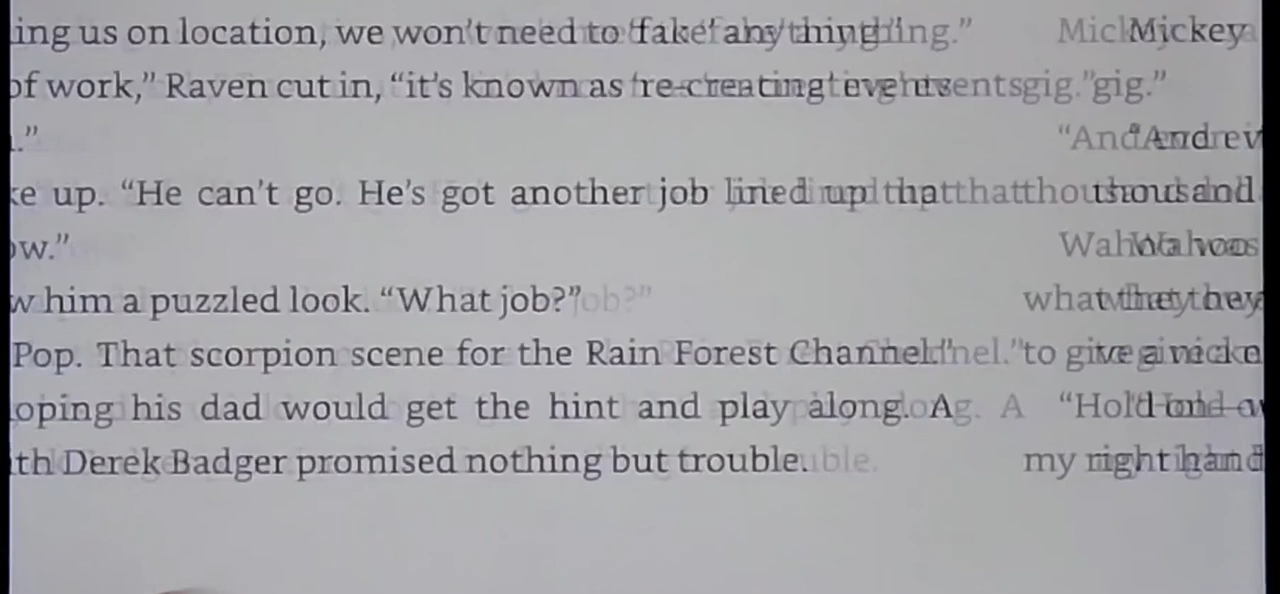 ing us on location, we won't need to 'fake' anything."
of work," Raven cut in, "it's known as 're-creating' events
."
e up. "He can't go. He's got another job lined up that
ow."
w him a puzzled look. "What job?"
Pop. That scorpion scene for the Rain Forest Channel."
oping his dad would get the hint and play along. A
th Derek Badger promised nothing but trouble.
Mickey
gig."
"Andrew
thousand
Wahoo
what they
to give a
"Hold
my right hand